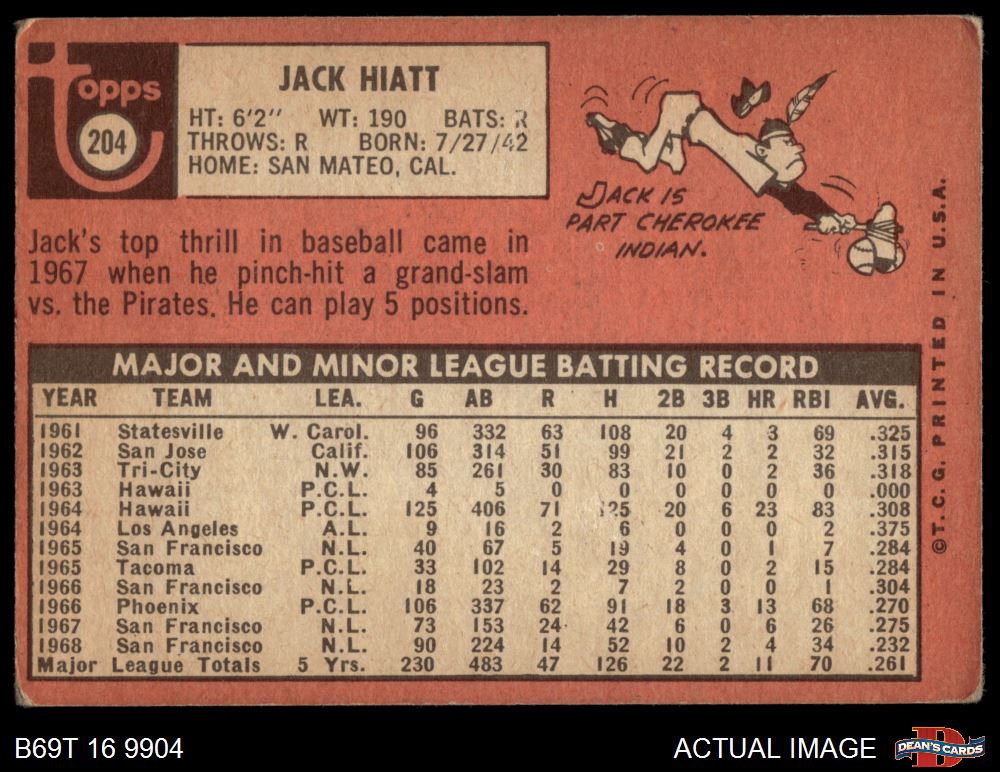 Topps
204
JACK HIATT
HT: 6'2" WT: 190 BATS: R
THROWS: R BORN: 7/27/42
HOME: SAN MATEO, CAL.
JACK IS
PART CHEROKEE
INDIAN.
Jack's top thrill in baseball came in
1967 when he pinch-hit a grand-slam
vs. the Pirates. He can play 5 positions.
MAJOR AND MINOR LEAGUE BATTING RECORD
YEAR TEAM LEA. G AB R H 2B 3B HR RBI AVG.
1961 Statesville W. Carol. 96 332 63 108 20 4 3 69 .325
1962 San Jose Calif. 106 314 51 99 21 2 2 32 .315
1963 Tri-City N.W. 85 261 30 83 10 0 2 36 .318
1963 Hawaii P.C.L. 4 5 0 0 0 0 0 0 .000
1964 Hawaii P.C.L. 125 406 71 125 20 6 23 83 .308
1964 Los Angeles A.L. 9 16 2 6 0 0 0 2 .375
1965 San Francisco N.L. 40 67 5 19 4 0 1 7 .284
1965 Tacoma P.C.L. 33 102 14 29 8 0 2 15 .284
1966 San Francisco N.L. 18 23 2 7 2 0 0 1 .304
1966 Phoenix P.C.L. 106 337 62 91 18 3 13 68 .270
1967 San Francisco N.L. 73 153 24 42 6 0 6 26 .275
1968 San Francisco N.L. 90 224 14 52 10 2 4 34 .232
Major League Totals 5 Yrs. 230 483 47 126 22 2 11 70 .261
©T.C.G. PRINTED IN U.S.A.
B69T 16 9904
ACTUAL IMAGE
DEAN'S CARDS